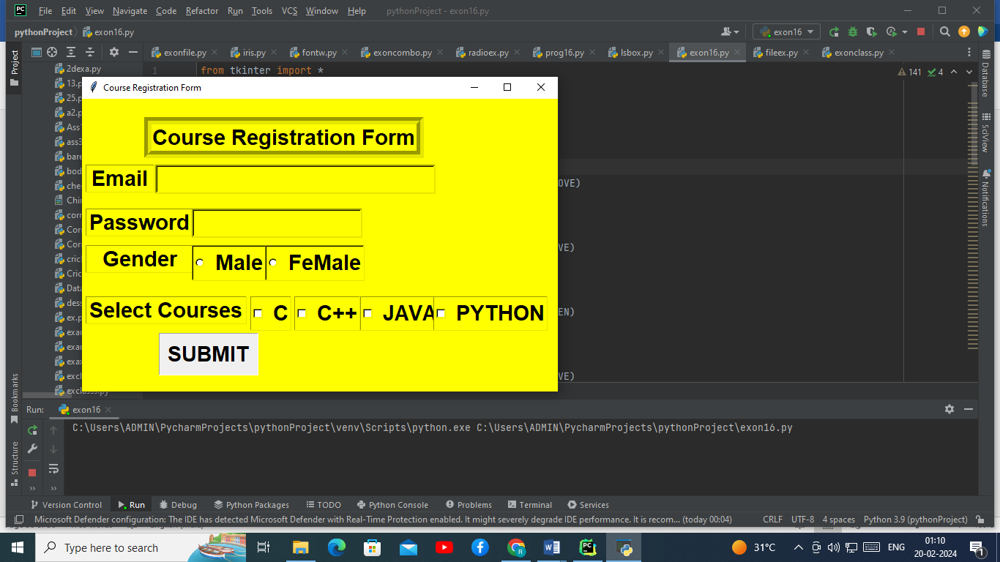 PC File Edit View Navigate Code Refactor Run Tools VCS Window Help pythonProject - exon16.py
pythonProject exon16.py exon16
Project exonfile.py iris.py fontw.py exoncombo.py radioex.py prog16.py lsbox.py exon16.py fileex.py exonclass.py
2dexa.py 1 from tkinter import * 141 4
13.p
25.p
a2.p
Ass
ass3
bare
bod
che
Chi
corr
Cor
Cor
cric
Cric
Data
dess
ex.p
exar
exar
exax
excl
exclasss.py
Course Registration Form
Course Registration Form
Email
Password
Gender Male FeMale
Select Courses C C++ JAVA PYTHON
SUBMIT
OVE)
VE)
EN)
VE)
Database
SciView
Notifications
Bookmarks
Structure
Run: exon16
C:\Users\ADMIN\PycharmProjects\pythonProject\venv\Scripts\python.exe C:\Users\ADMIN\PycharmProjects\pythonProject\exon16.py
Version Control Run Debug Python Packages TODO Python Console Problems Terminal Services
Microsoft Defender configuration: The IDE has detected Microsoft Defender with Real-Time Protection enabled. It might severely degrade IDE performance. It is recom... (today 00:04) CRLF UTF-8 4 spaces Python 3.9 (pythonProject)
Type here to search 31°C ENG 01:10
20-02-2024 1